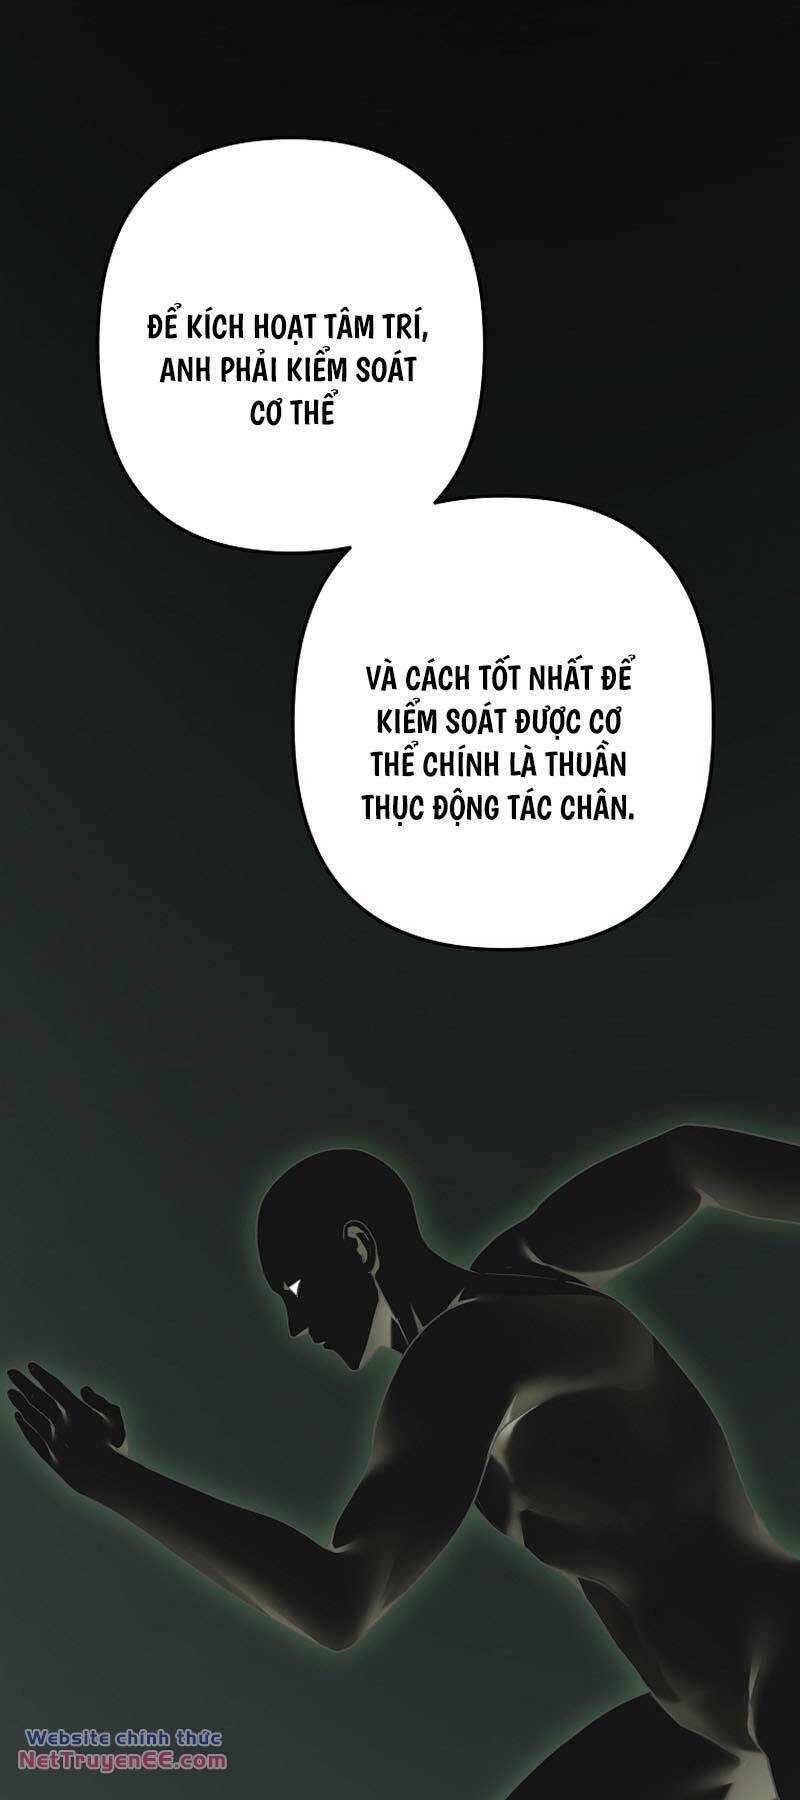 ĐỂ KÍCH HOẠT TÂM TRÍ,
ANH PHẢI KIỂM SOÁT
CƠ THỂ
VÀ CÁCH TỐT NHẤT ĐỂ
KIỂM SOÁT ĐƯỢC CƠ
THỂ CHÍNH LÀ THUẦN
THỤC ĐỘNG TÁC CHÂN.
Website chính thức
NetTruyenEE.com